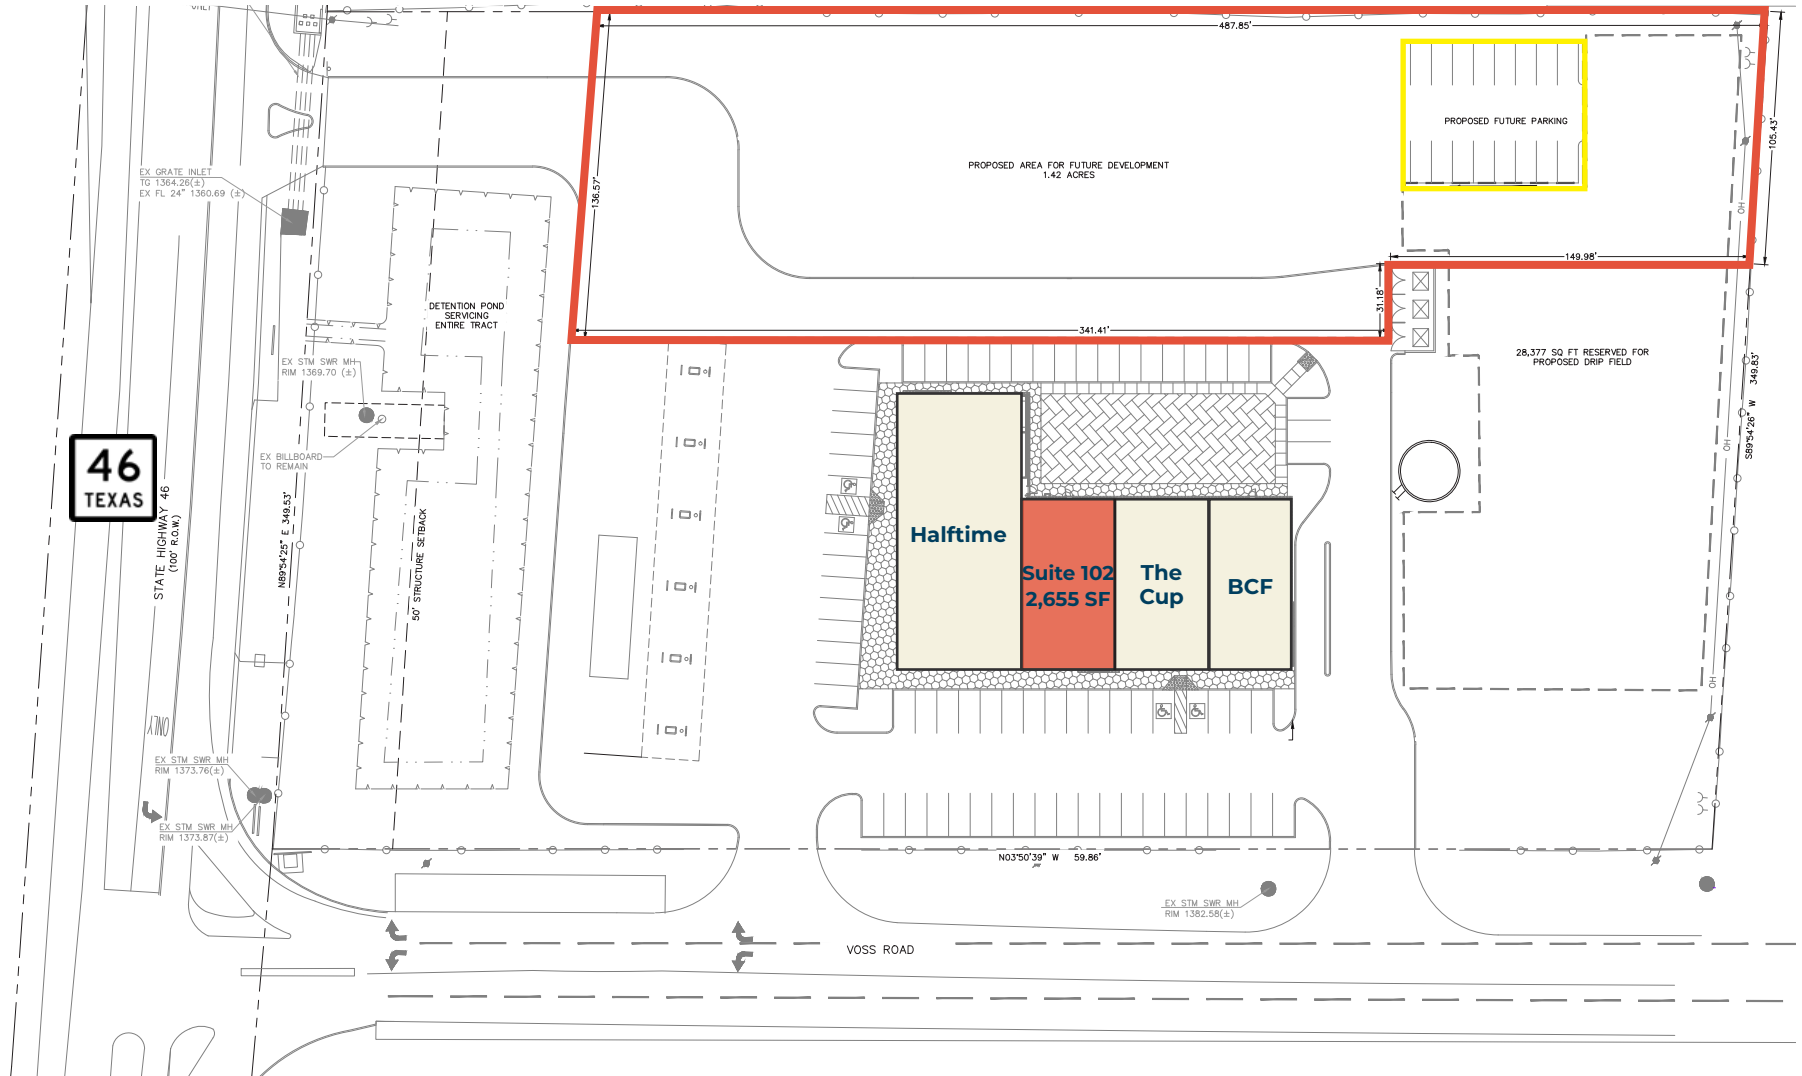 ONLY
487.85'
105.43'
PROPOSED FUTURE PARKING
PROPOSED AREA FOR FUTURE DEVELOPMENT
1.42 ACRES
136.57'
EX GRATE INLET
TG 1364.26(±)
EX FL 24" 1360.69 (±)
OH
149.98'
31.18'
341.41'
DETENTION POND
SERVICING
ENTIRE TRACT
EX STM SWR MH
RIM 1369.70 (±)
28,377 SQ FT RESERVED FOR
PROPOSED DRIP FIELD
S89°54'26" W 349.83'
OH
EX BILLBOARD
TO REMAIN
46
TEXAS
STATE HIGHWAY 46
(100' R.O.W.)
N89°54'25" E 349.53'
50' STRUCTURE SETBACK
Halftime
Suite 102
2,655 SF
The
Cup
BCF
OH
ONLY
EX STM SWR MH
RIM 1373.76(±)
EX STM SWR MH
RIM 1373.87(±)
N03°50'39" W 59.86'
EX STM SWR MH
RIM 1382.58(±)
VOSS ROAD